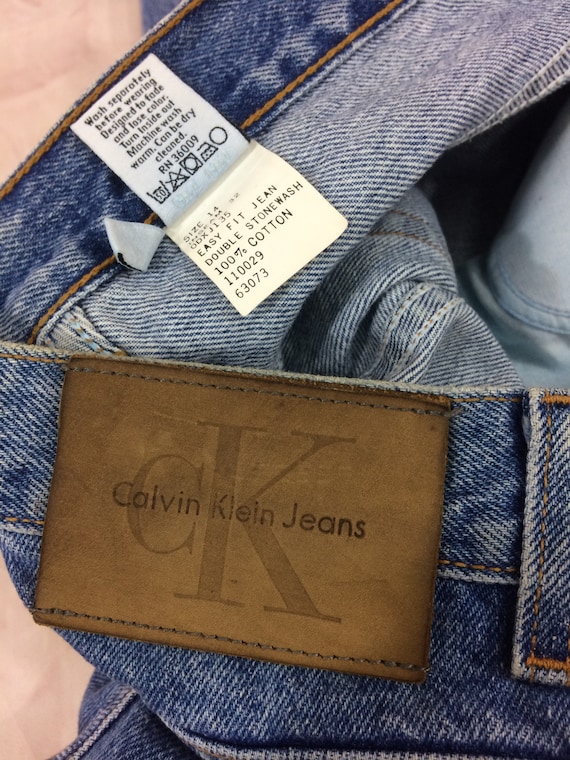 Wash separately
before wearing
Designed to fade
and lose color.
Turn inside out
Machine wash
warm. Can be dry
cleaned.
RN 36009
SIZE 14
EASY FIT JEAN
DOUBLE STONEWASH
100% COTTON
110029
63073
CK
Calvin Klein Jeans